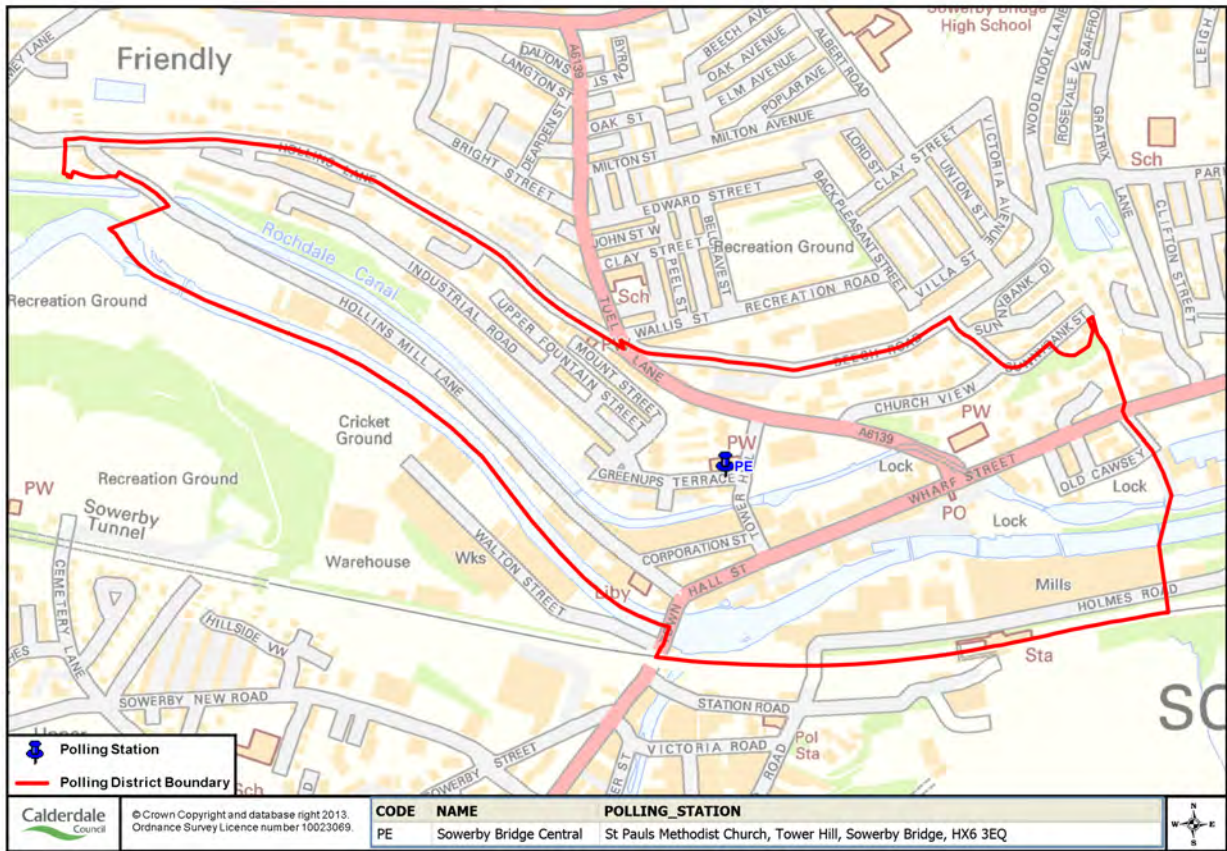 Sowerby Bridge
High School
Friendly
A6139
DALTON S
LANGTON ST
BYRO
N ST
DEARDEN ST
BRIGHT STREET
BEECH AVE
OAK AVENUE
ELM AVENUE
POPLAR AVE
ALBERT ROAD
WOOD NOOK LANE
ROSEVALE
SAFFRON
LEIGH
GRATRIX
LANE
OAK ST
MILTON AVENUE
MILTON ST
LORD ST
CLAY STREET
UNION ST
VICTORIA AVENUE
Sch
PAR
CLIFTON STREET
HOLLINS LANE
EDWARD STREET
BACK PLEASANT STREET
JOHN ST W
CLAY STREET
PEEL ST
BELGRAVE ST
Recreation Ground
RECREATION ROAD
VILLA ST
WALLIS ST
Sch
SUNNYBANK D
SUNNYBANK ST
Rochdale Canal
Recreation Ground
INDUSTRIAL ROAD
UPPER FOUNTAIN STREET
MOUNT STREET
HOLLINS MILL LANE
TUEL LANE
BEECH ROAD
CHURCH VIEW
PW
A6139
Cricket
Ground
PW
PE
GREENUPS TERRACE
TOWER HILL
Lock
WHARF STREET
OLD CAWSEY
Lock
PO
Lock
Recreation Ground
PW
Sowerby
Tunnel
Warehouse
Wks
WALTON STREET
CORPORATION ST
TOWN HALL ST
Liby
Mills
HOLMES ROAD
Sta
CEMETERY LANE
HILLSIDE VW
SOWERBY NEW ROAD
STATION ROAD
Pol
Sta
VICTORIA ROAD
ROAD
SOWERBY STREET
Sch
SO
Polling Station
Polling District Boundary
Calderdale
Council
© Crown Copyright and database right 2013.
Ordnance Survey Licence number 10023069.
CODE NAME POLLING_STATION
PE Sowerby Bridge Central St Pauls Methodist Church, Tower Hill, Sowerby Bridge, HX6 3EQ
N
W E
S